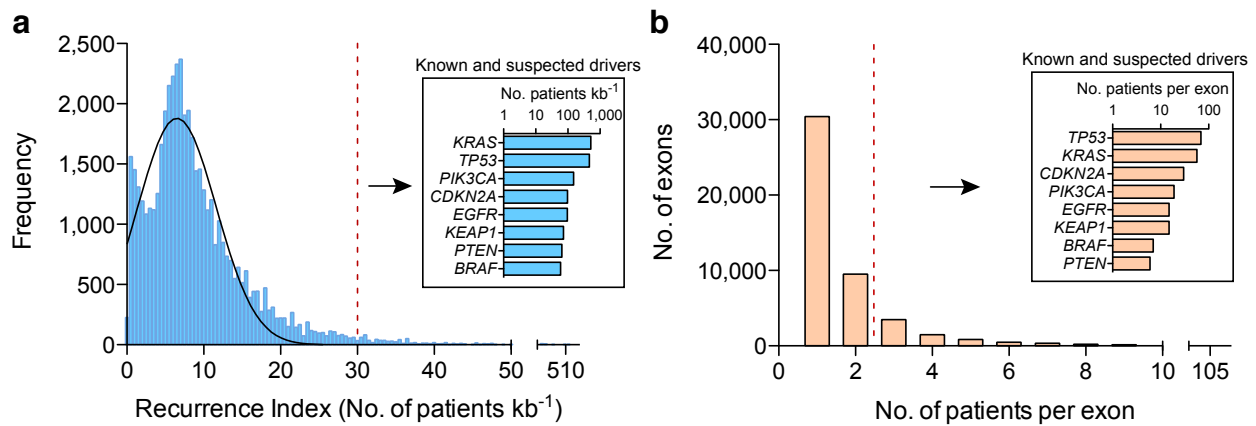 a
2,500
2,000
1,500
1,000
500
0
Frequency
0 10 20 30 40 50 510
Recurrence Index (No. of patients kb-1)
Known and suspected drivers
No. patients kb-1
1 10 100 1,000
KRAS
TP53
PIK3CA
CDKN2A
EGFR
KEAP1
PTEN
BRAF
b
40,000
30,000
20,000
10,000
0
No. of exons
0 2 4 6 8 10 105
No. of patients per exon
Known and suspected drivers
No. patients per exon
1 10 100
TP53
KRAS
CDKN2A
PIK3CA
EGFR
KEAP1
BRAF
PTEN